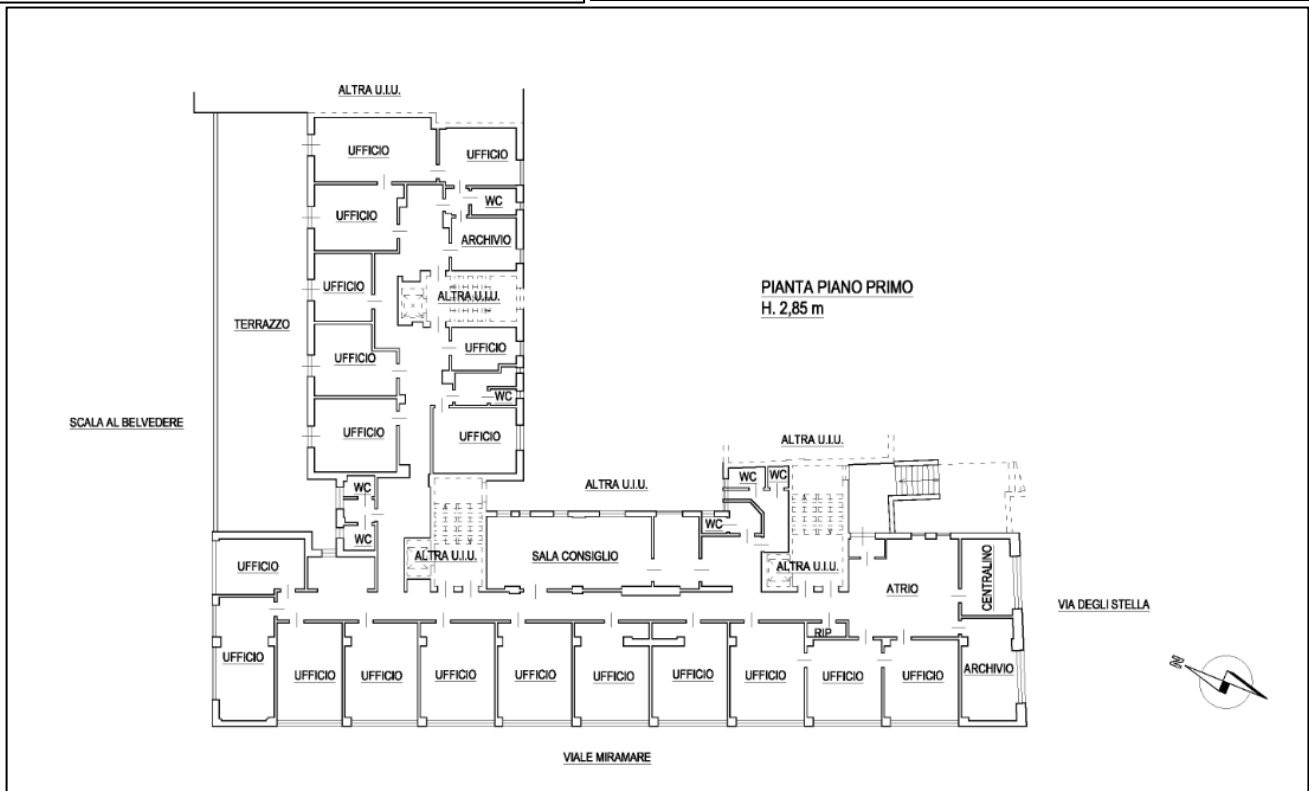 ALTRA U.I.U.
UFFICIO
UFFICIO
WC
UFFICIO
ARCHIVIO
PIANTA PIANO PRIMO
H. 2,85 m
UFFICIO
ALTRA U.I.U.
TERRAZZO
UFFICIO
UFFICIO
WC
SCALA AL BELVEDERE
UFFICIO
UFFICIO
ALTRA U.I.U.
WC
WC
WC
ALTRA U.I.U.
WC
WC
ALTRA U.I.U.
SALA CONSIGLIO
UFFICIO
ALTRA U.I.U.
ATRIO
CENTRALINO
VIA DEGLI STELLA
RIP
UFFICIO
UFFICIO
UFFICIO
UFFICIO
UFFICIO
UFFICIO
UFFICIO
UFFICIO
UFFICIO
UFFICIO
ARCHIVIO
N
VIALE MIRAMARE